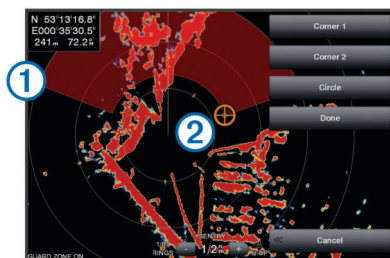 N 53°13'16.8"
E000°35'30.5"
241m 72.2
Corner 1
Corner 2
Circle
Done
1
2
SENTRY
RINGS
- 1/2 +
Cancel
GUARD ZONE ON